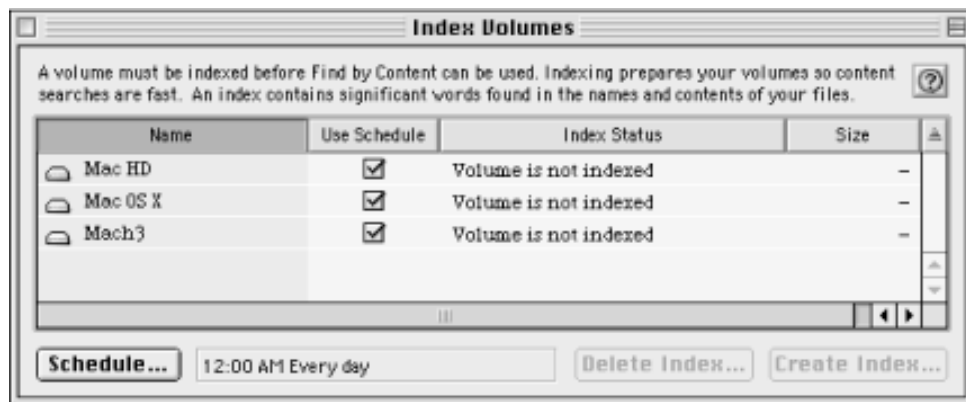 Index Volumes
A volume must be indexed before Find by Content can be used. Indexing prepares your volumes so content
searches are fast. An index contains significant words found in the names and contents of your files.
?
Name Use Schedule Index Status Size
Mac HD Volume is not indexed –
Mac OS X Volume is not indexed –
Mach3 Volume is not indexed –
Schedule... 12:00 AM Every day Delete Index... Create Index...